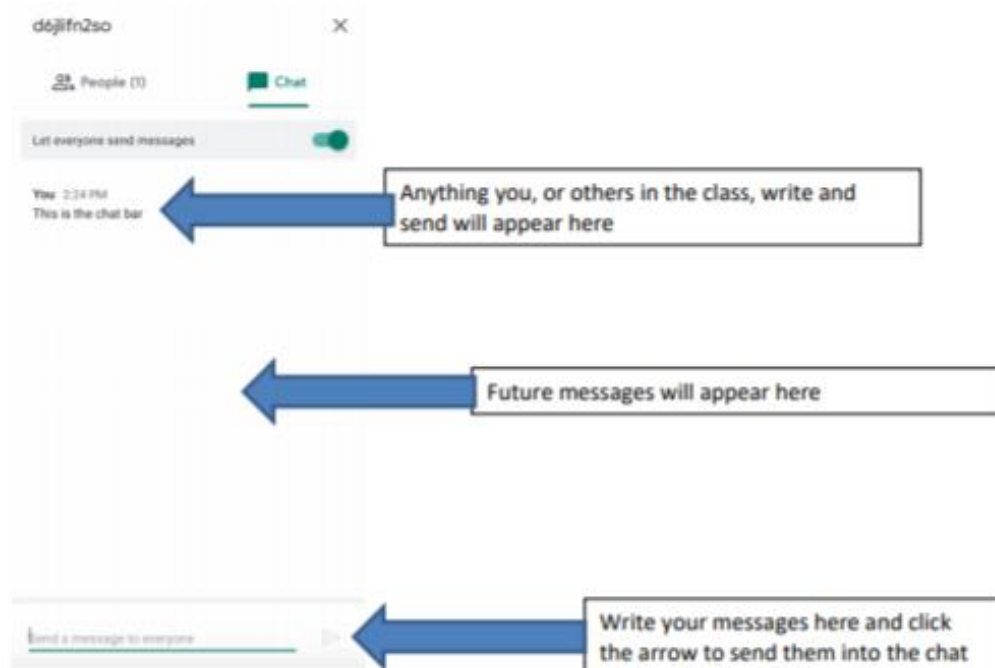 d6jlifn2so
People (1)
Chat
Let everyone send messages
You 2:24 PM
This is the chat bar
Anything you, or others in the class, write and
send will appear here
Future messages will appear here
Send a message to everyone
Write your messages here and click
the arrow to send them into the chat